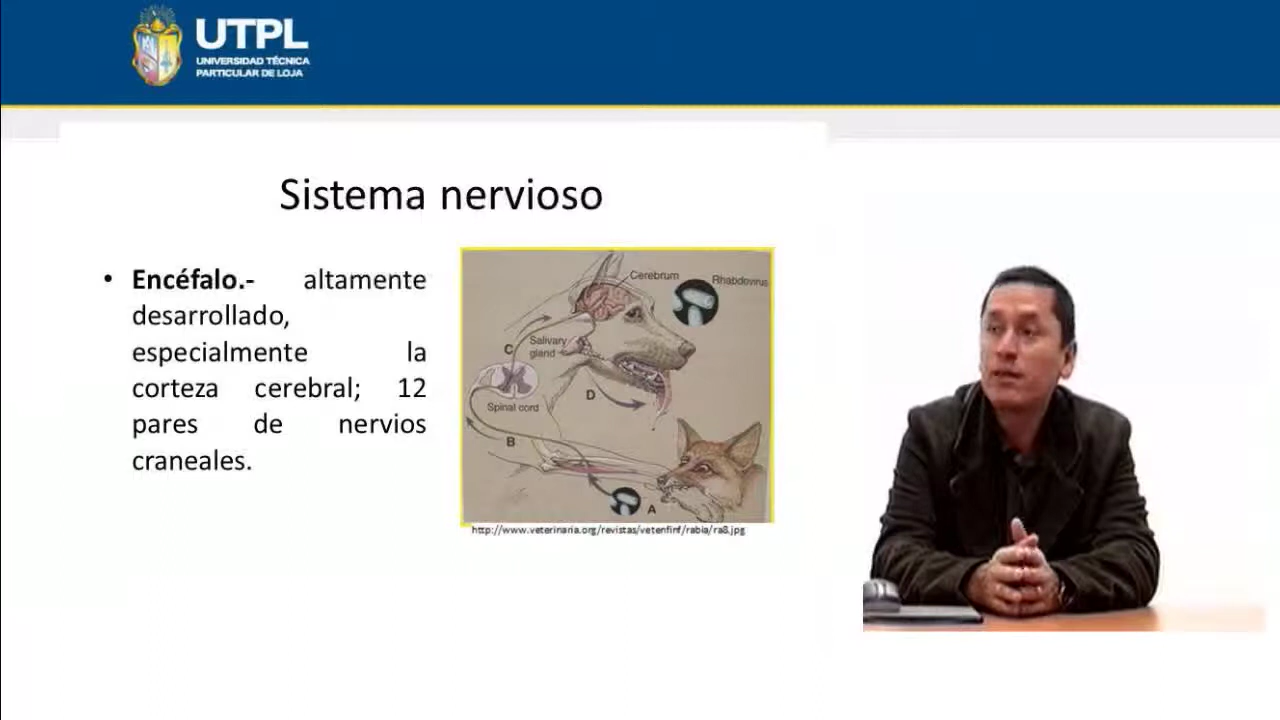 UTPL
UNIVERSIDAD TÉCNICA
PARTICULAR DE LOJA
Sistema nervioso
• Encéfalo.- altamente
desarrollado,
especialmente la
corteza cerebral; 12
pares de nervios
craneales.
Cerebrum
Rhabdovirus
Salivary
gland
C
D
Spinal cord
B
A
http://www.veterinaria.org/revistas/vetenfinf/rabia/ra8.jpg